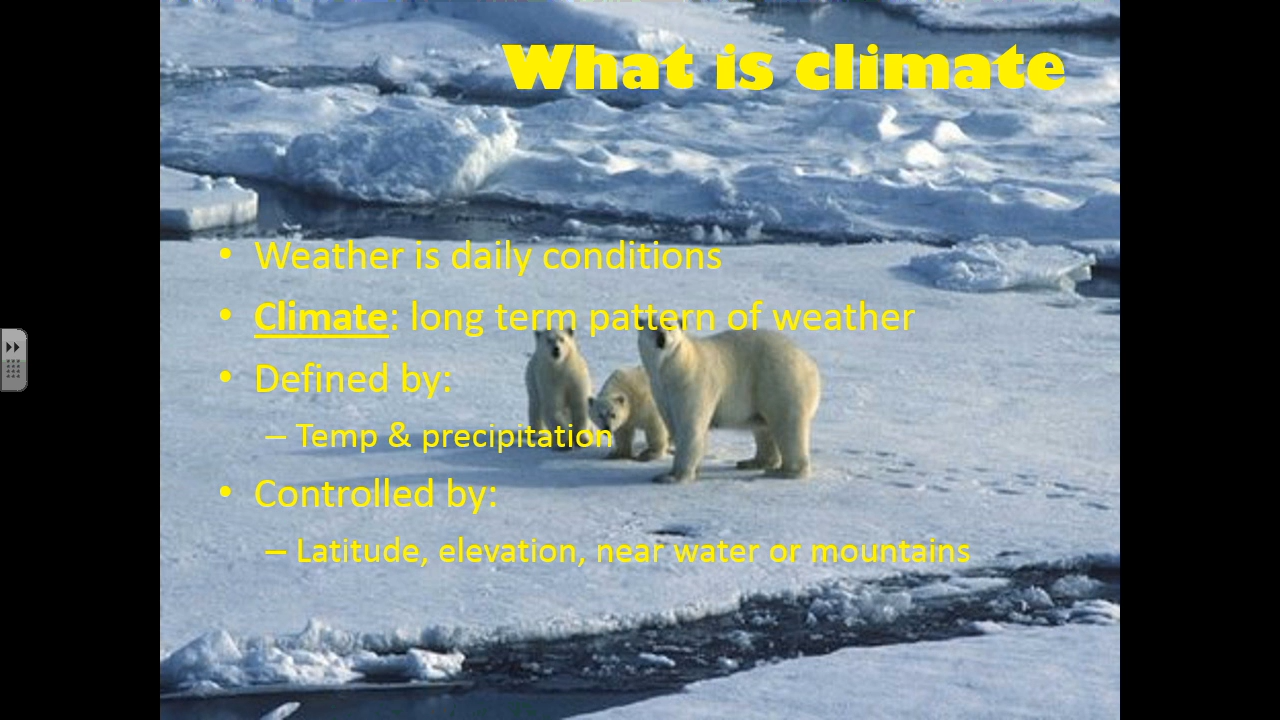 What is climate
• Weather is daily conditions
• Climate: long term pattern of weather
• Defined by:
– Temp & precipitation
• Controlled by:
– Latitude, elevation, near water or mountains